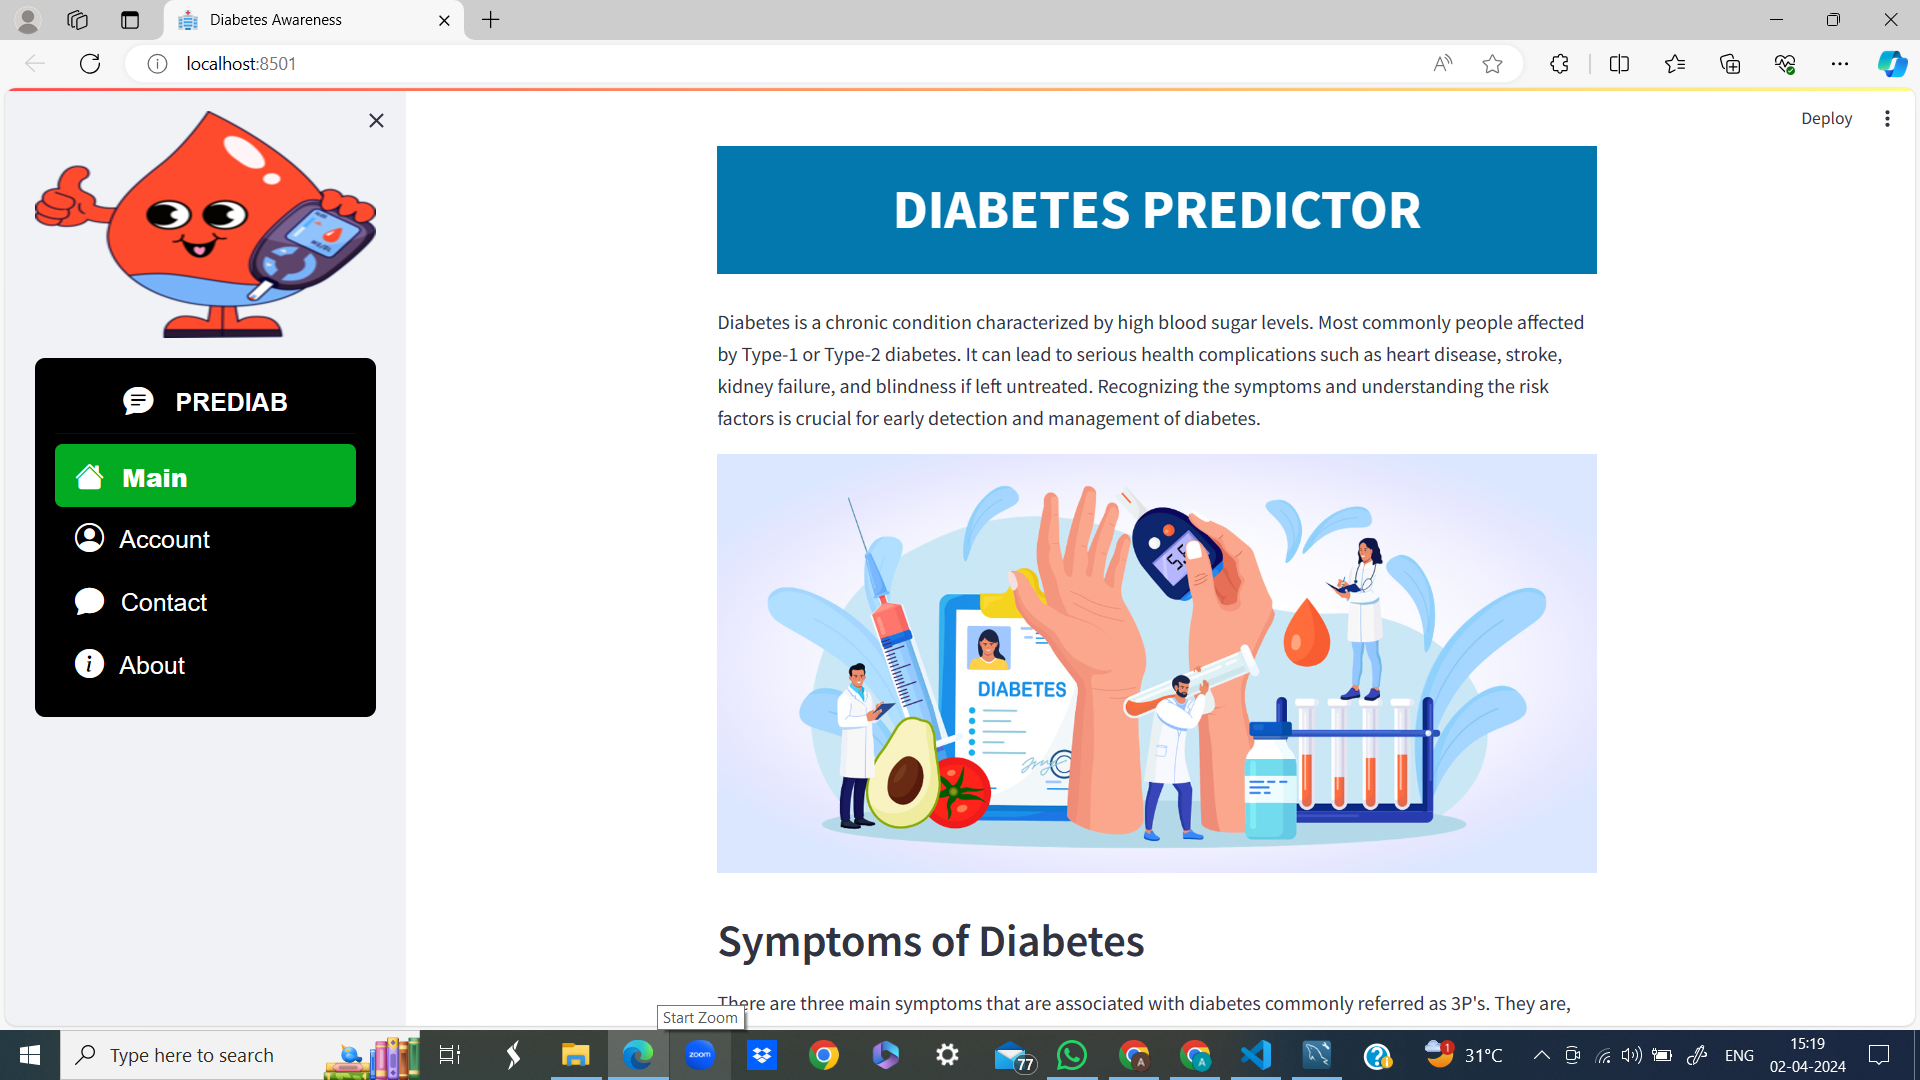 Diabetes Awareness
localhost:8501
Deploy
PREDIAB
Main
Account
Contact
About
DIABETES PREDICTOR
Diabetes is a chronic condition characterized by high blood sugar levels. Most commonly people affected
by Type-1 or Type-2 diabetes. It can lead to serious health complications such as heart disease, stroke,
kidney failure, and blindness if left untreated. Recognizing the symptoms and understanding the risk
factors is crucial for early detection and management of diabetes.
5.5
DIABETES
Symptoms of Diabetes
There are three main symptoms that are associated with diabetes commonly referred as 3P's. They are,
Start Zoom
Type here to search
zoom
77
A
A
1
31°C
ENG
15:19
02-04-2024